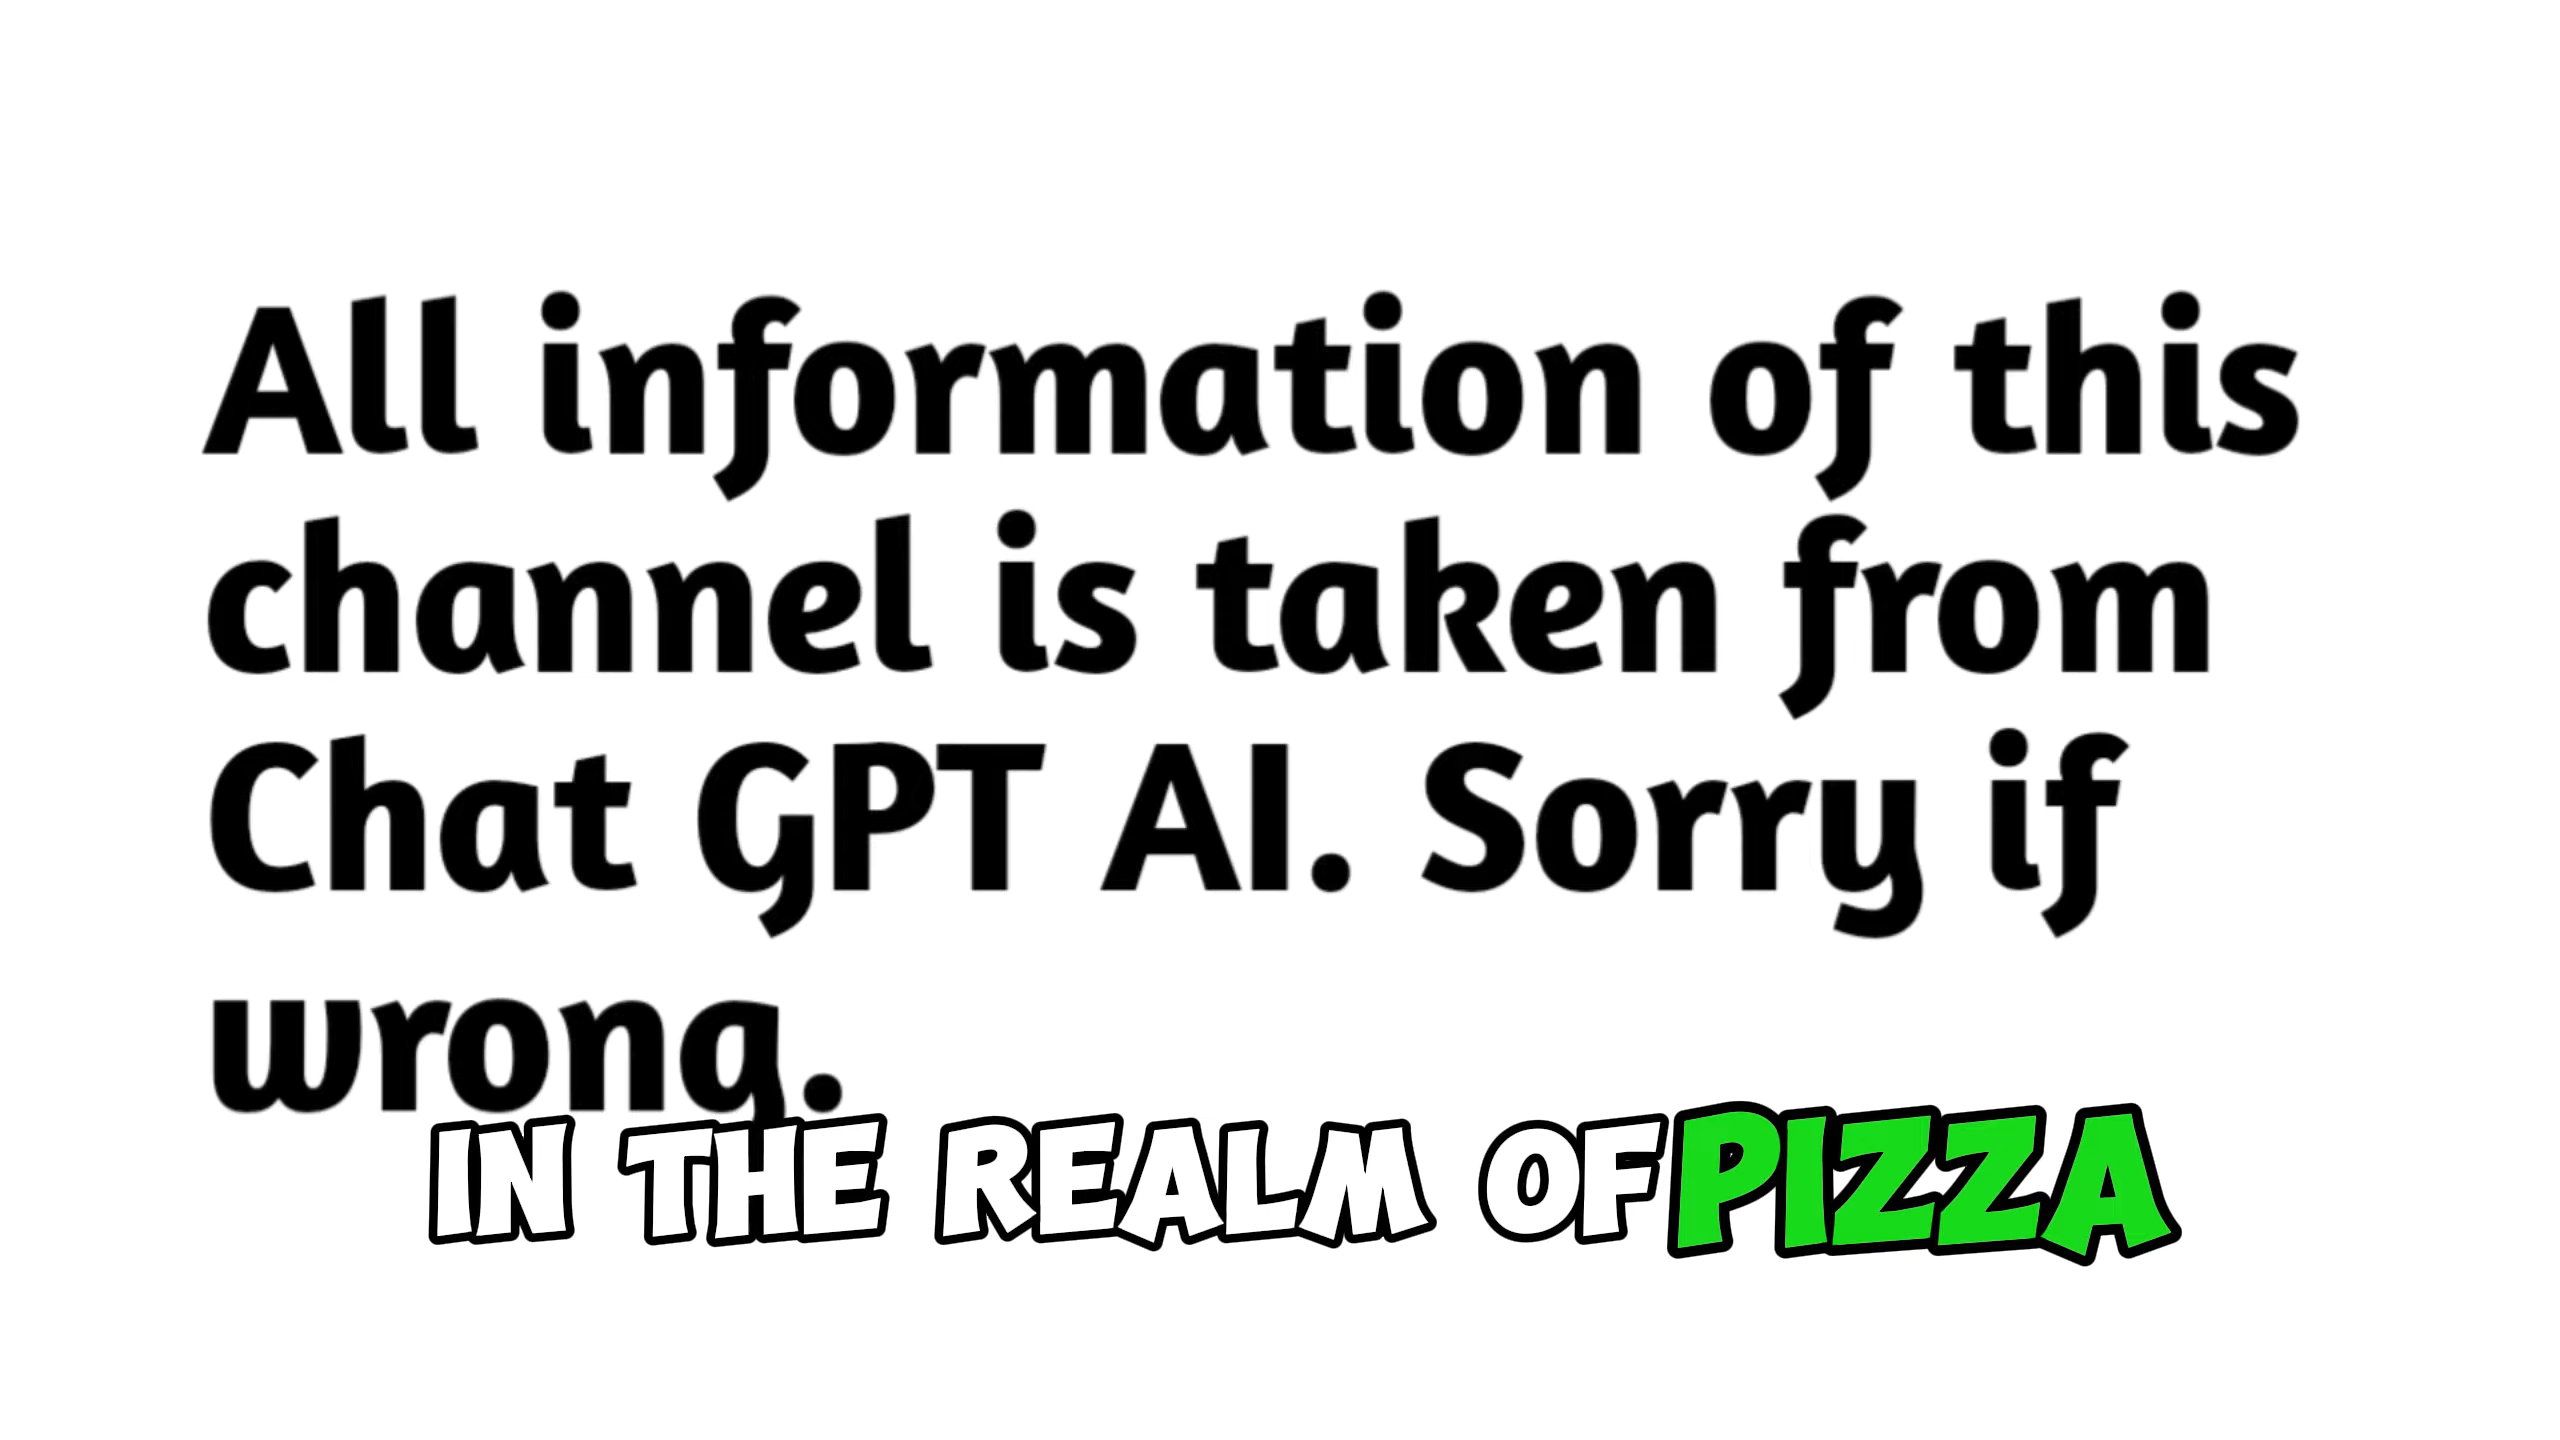 All information of this
channel is taken from
Chat GPT AI. Sorry if
wrong.
IN THE REALM OF PIZZA